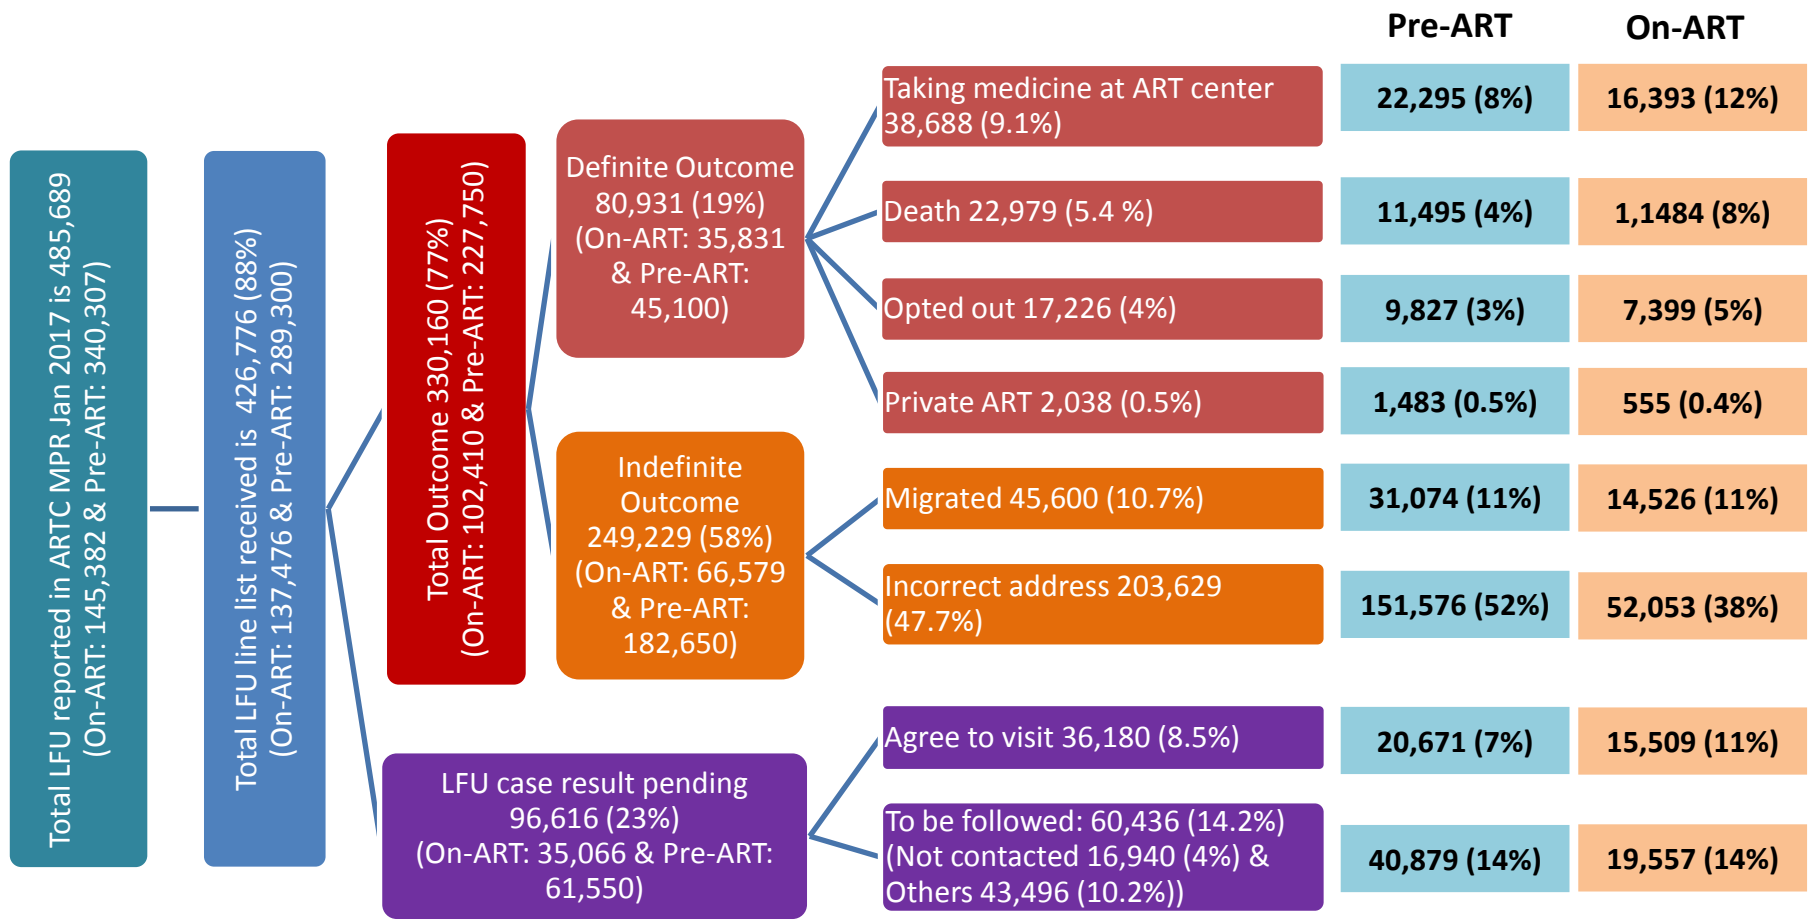 Pre-ART
On-ART
Total LFU reported in ARTC MPR Jan 2017 is 485,689
(On-ART: 145,382 & Pre-ART: 340,307)
Total LFU line list received is 426,776 (88%)
(On-ART: 137,476 & Pre-ART: 289,300)
Total Outcome 330,160 (77%)
(On-ART: 102,410 & Pre-ART: 227,750)
Definite Outcome
80,931 (19%)
(On-ART: 35,831
& Pre-ART:
45,100)
Taking medicine at ART center
38,688 (9.1%)
22,295 (8%)
16,393 (12%)
Death 22,979 (5.4 %)
11,495 (4%)
1,1484 (8%)
Opted out 17,226 (4%)
9,827 (3%)
7,399 (5%)
Private ART 2,038 (0.5%)
1,483 (0.5%)
555 (0.4%)
Indefinite
Outcome
249,229 (58%)
(On-ART: 66,579
& Pre-ART:
182,650)
Migrated 45,600 (10.7%)
31,074 (11%)
14,526 (11%)
Incorrect address 203,629
(47.7%)
151,576 (52%)
52,053 (38%)
LFU case result pending
96,616 (23%)
(On-ART: 35,066 & Pre-ART:
61,550)
Agree to visit 36,180 (8.5%)
20,671 (7%)
15,509 (11%)
To be followed: 60,436 (14.2%)
(Not contacted 16,940 (4%) &
Others 43,496 (10.2%))
40,879 (14%)
19,557 (14%)